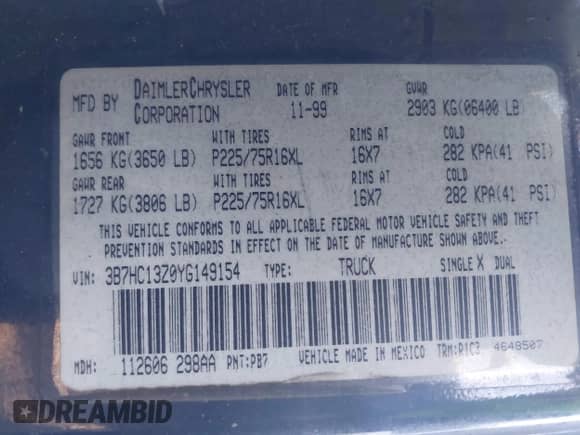 MFD BY DAIMLERCHRYSLER CORPORATION DATE OF MFR 11-99 GVWR 2903 KG(06400 LB)
GAWR FRONT WITH TIRES RIMS AT COLD
1656 KG(3650 LB) P225/75R16XL 16X7 282 KPA(41 PSI)
GAWR REAR WITH TIRES RIMS AT COLD
1727 KG(3806 LB) P225/75R16XL 16X7 282 KPA(41 PSI)
THIS VEHICLE CONFORMS TO ALL APPLICABLE FEDERAL MOTOR VEHICLE SAFETY AND THEFT
PREVENTION STANDARDS IN EFFECT ON THE DATE OF MANUFACTURE SHOWN ABOVE.
VIN: 3B7HC13Z0YG149154 TYPE: TRUCK SINGLE X DUAL
MDH: 112606 298AA PNT:PB7 VEHICLE MADE IN MEXICO TRM:R1C3 4648507
DREAMBID